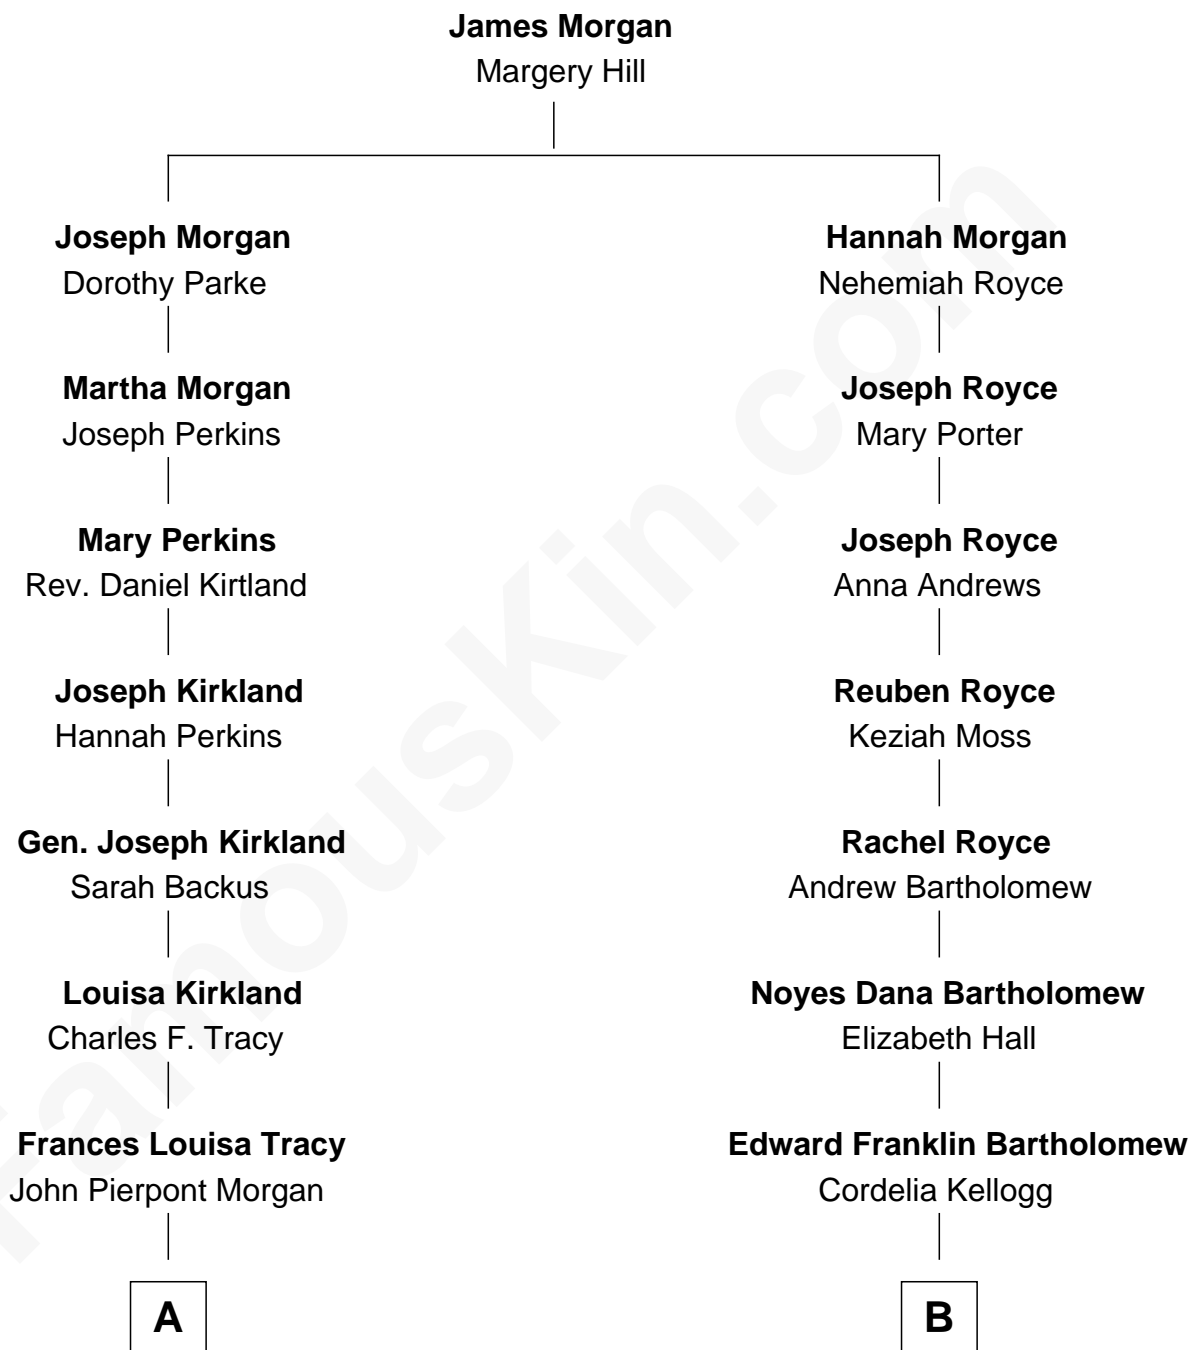 James Morgan
Margery Hill
Joseph Morgan
Dorothy Parke
Hannah Morgan
Nehemiah Royce
Martha Morgan
Joseph Perkins
Joseph Royce
Mary Porter
Mary Perkins
Rev. Daniel Kirtland
Joseph Royce
Anna Andrews
Joseph Kirkland
Hannah Perkins
Reuben Royce
Keziah Moss
Gen. Joseph Kirkland
Sarah Backus
Rachel Royce
Andrew Bartholomew
Louisa Kirkland
Charles F. Tracy
Noyes Dana Bartholomew
Elizabeth Hall
Frances Louisa Tracy
John Pierpont Morgan
Edward Franklin Bartholomew
Cordelia Kellogg
A
B
FamousKin.com